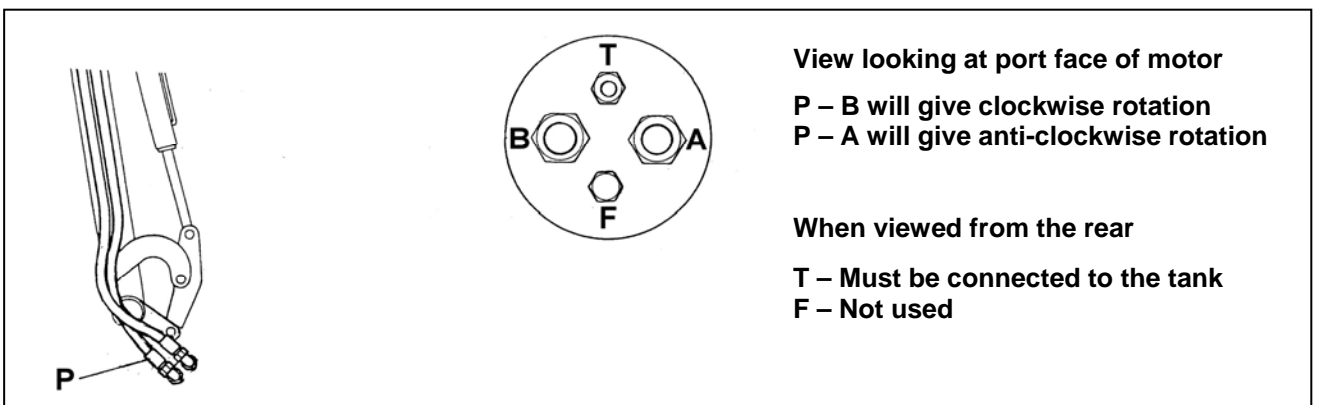 T
B
A
F
P
View looking at port face of motor
P – B will give clockwise rotation
P – A will give anti-clockwise rotation
When viewed from the rear
T – Must be connected to the tank
F – Not used